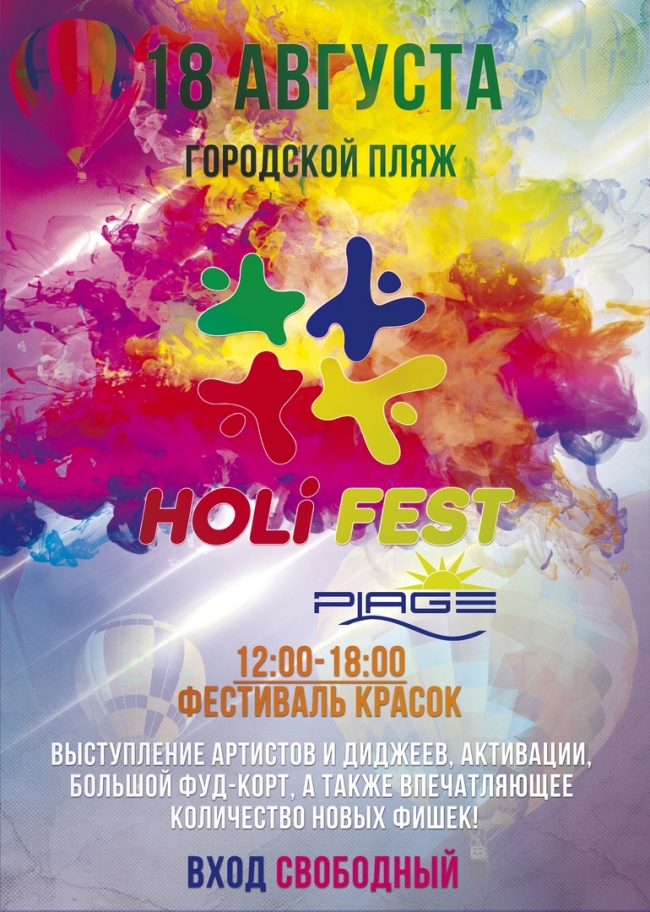 18 АВГУСТА
ГОРОДСКОЙ ПЛЯЖ
HOLi FEST
PLAGE
12:00-18:00
ФЕСТИВАЛЬ КРАСОК
ВЫСТУПЛЕНИЕ АРТИСТОВ И ДИДЖЕЕВ, АКТИВАЦИИ,
БОЛЬШОЙ ФУД-КОРТ, А ТАКЖЕ ВПЕЧАТЛЯЮЩЕЕ
КОЛИЧЕСТВО НОВЫХ ФИШЕК!
ВХОД СВОБОДНЫЙ